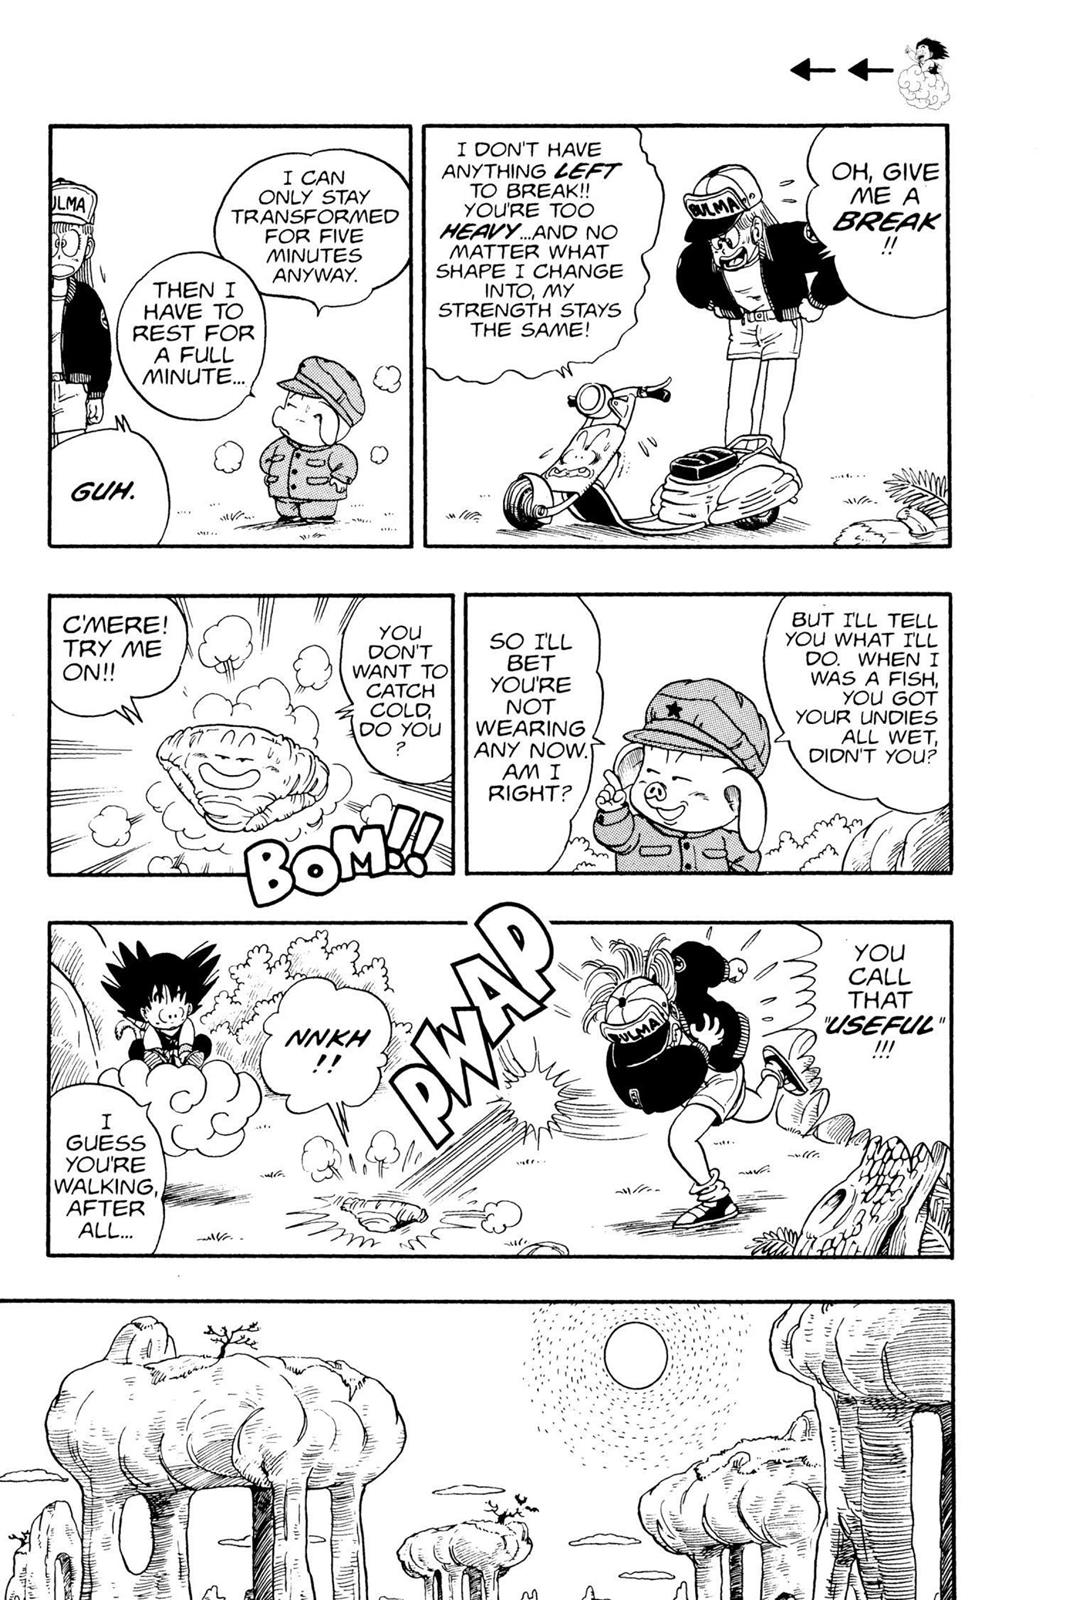 OH, GIVE
ME A
BREAK
!!
BULMA
I DON'T HAVE
ANYTHING LEFT
TO BREAK!!
YOU'RE TOO
HEAVY...AND NO
MATTER WHAT
SHAPE I CHANGE
INTO, MY
STRENGTH STAYS
THE SAME!
I CAN
ONLY STAY
TRANSFORMED
FOR FIVE
MINUTES
ANYWAY.
THEN I
HAVE TO
REST FOR
A FULL
MINUTE...
ULMA
GUH.
BUT I'LL TELL
YOU WHAT I'LL
DO. WHEN I
WAS A FISH,
YOU GOT
YOUR UNDIES
ALL WET,
DIDN'T YOU?
SO I'LL
BET
YOU'RE
NOT
WEARING
ANY NOW.
AM I
RIGHT?
YOU
DON'T
WANT TO
CATCH
COLD,
DO YOU
?
C'MERE!
TRY ME
ON!!
BOM!!
YOU
CALL
THAT
"USEFUL"
!!!
BULMA
PWAP
NNKH
!!
I
GUESS
YOU'RE
WALKING,
AFTER
ALL...